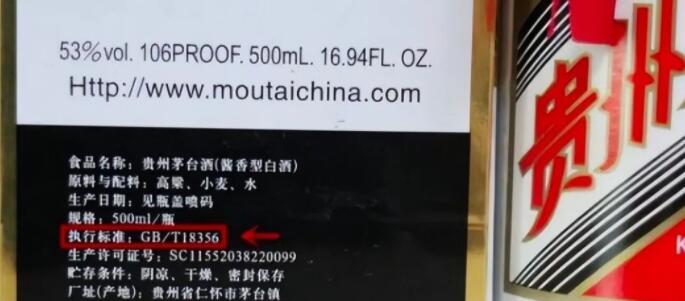 53%vol. 106PROOF. 500mL. 16.94FL. OZ.
Http://www.moutaichina.com
食品名称：贵州茅台酒(酱香型白酒)
原料与配料：高粱、小麦、水
生产日期：见瓶盖喷码
规格：500ml/瓶
执行标准：GB/T18356
生产许可证号：SC11552038220099
贮存条件：阴凉、干燥、密封保存
厂址(产地)：贵州省仁怀市茅台镇
贵州
K